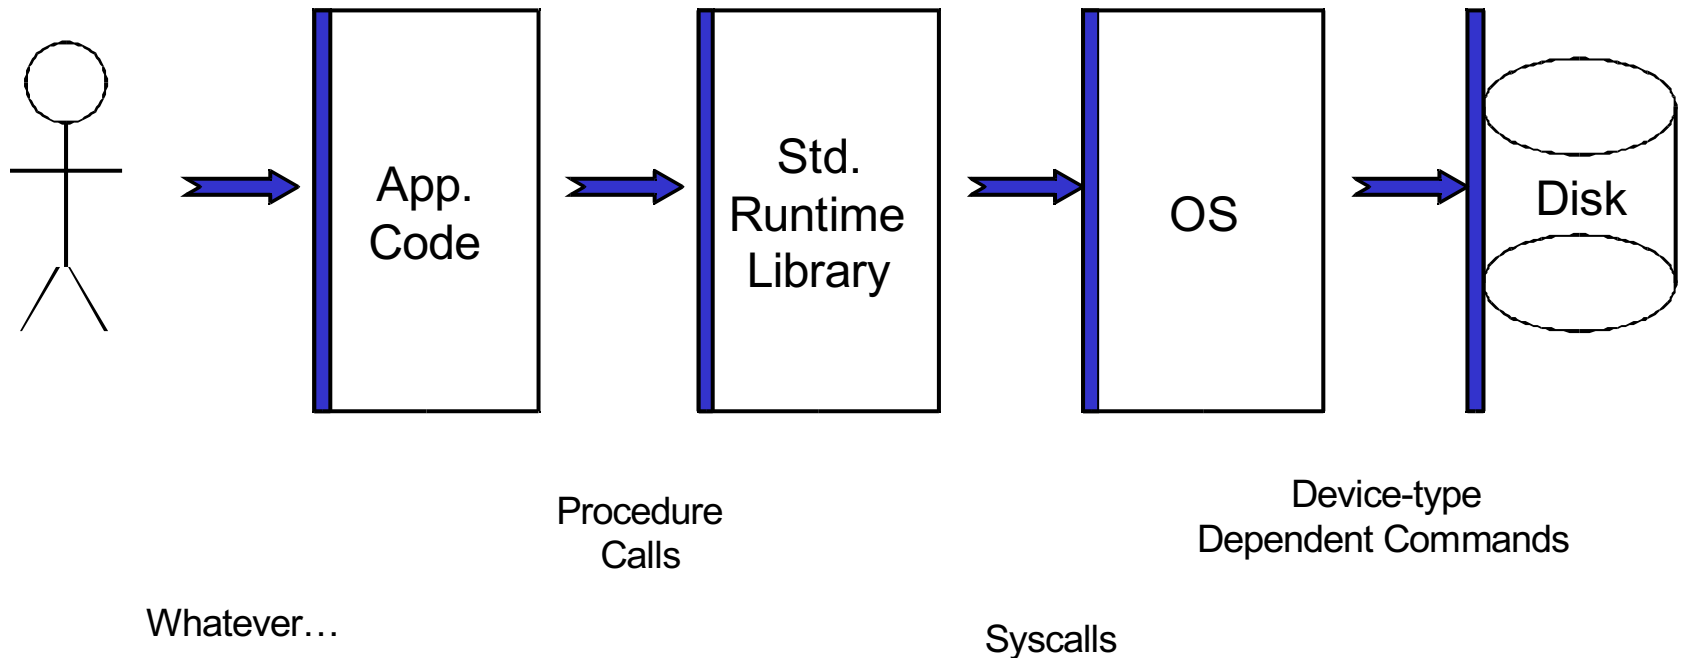 App.
Code
Std.
Runtime
Library
OS
Disk
Procedure
Calls
Device-type
Dependent Commands
Whatever…
Syscalls